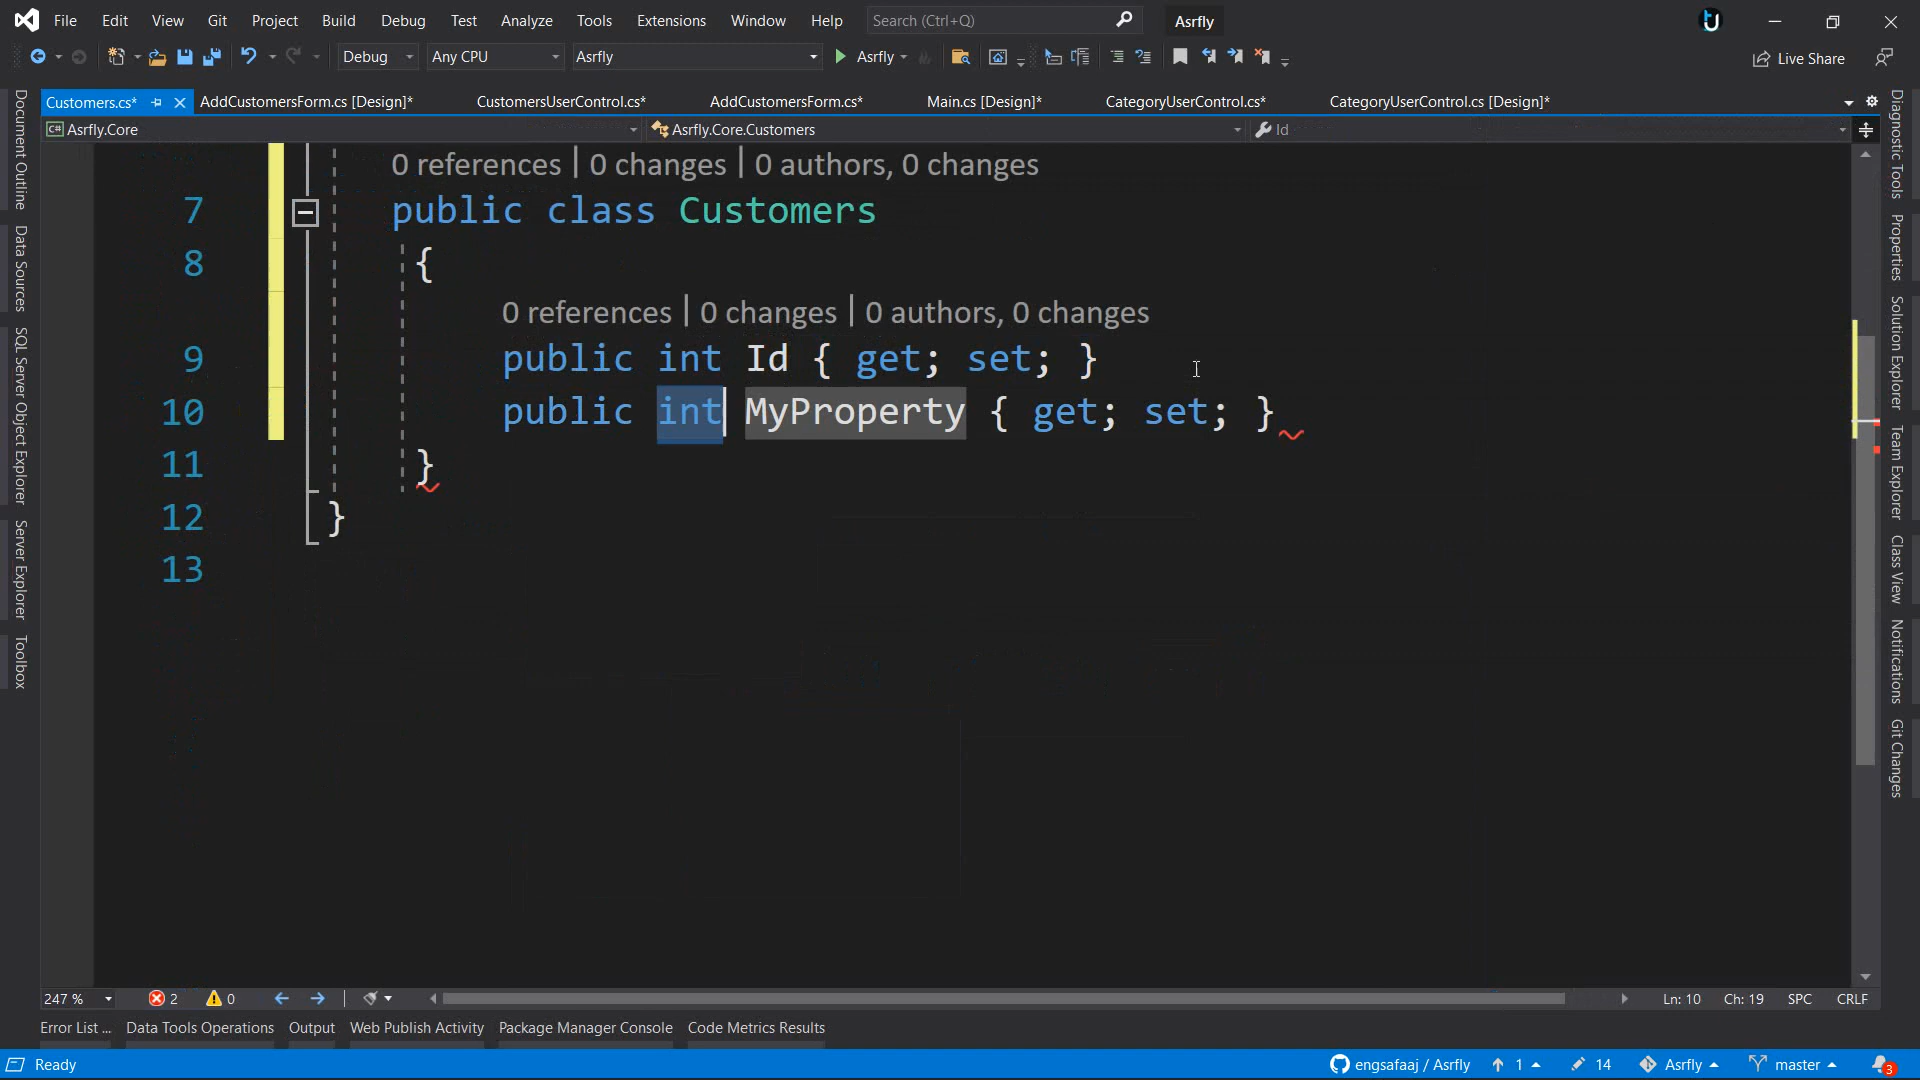 File Edit View Git Project Build Debug Test Analyze Tools Extensions Window Help Search (Ctrl+Q) Asrfly
Debug Any CPU Asrfly Asrfly Live Share
Customers.cs* AddCustomersForm.cs [Design]* CustomersUserControl.cs* AddCustomersForm.cs* Main.cs [Design]* CategoryUserControl.cs* CategoryUserControl.cs [Design]*
Asrfly.Core Asrfly.Core.Customers Id
0 references | 0 changes | 0 authors, 0 changes
7 public class Customers
8 {
0 references | 0 changes | 0 authors, 0 changes
9 public int Id { get; set; }
10 public int MyProperty { get; set; }
11 }
12 }
13
Document Outline
Data Sources
SQL Server Object Explorer
Server Explorer
Toolbox
Diagnostic Tools
Properties
Solution Explorer
Team Explorer
Class View
Notifications
Git Changes
247 % 2 0 Ln: 10 Ch: 19 SPC CRLF
Error List ... Data Tools Operations Output Web Publish Activity Package Manager Console Code Metrics Results
Ready engsafaaj / Asrfly 1 14 Asrfly master 3